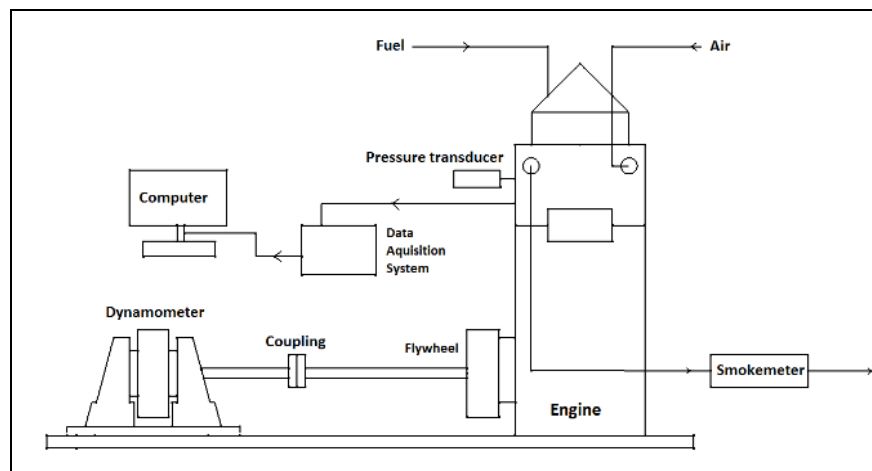 Fuel
Air
Pressure transducer
Computer
Data
Aquisition
System
Dynamometer
Coupling
Flywheel
Smokemeter
Engine